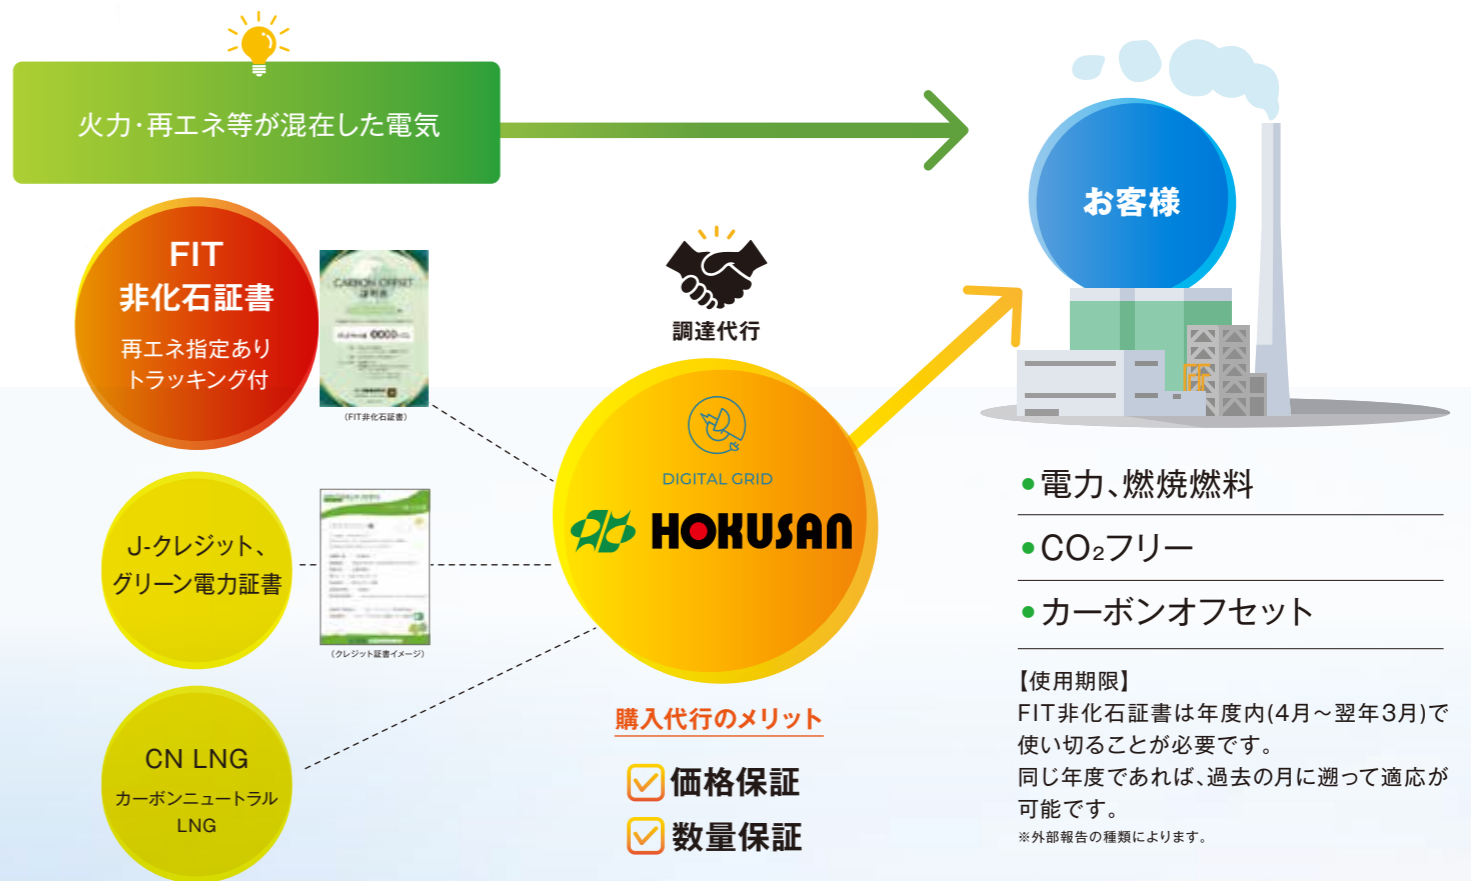 火力・再エネ等が混在した電気
お客様
FIT
非化石証書
再エネ指定あり
トラッキング付
CARBON OFFSET
(FIT非化石証書)
調達代行
DIGITAL GRID
HOKUSAN
J-クレジット、
グリーン電力証書
(クレジット証書イメージ)
CN LNG
カーボンニュートラル
LNG
購入代行のメリット
価格保証
数量保証
•電力、燃焼燃料
•CO₂フリー
•カーボンオフセット
【使用期限】
FIT非化石証書は年度内(4月～翌年3月)で
使い切ることが必要です。
同じ年度であれば、過去の月に遡って適応が
可能です。
※外部報告の種類によります。